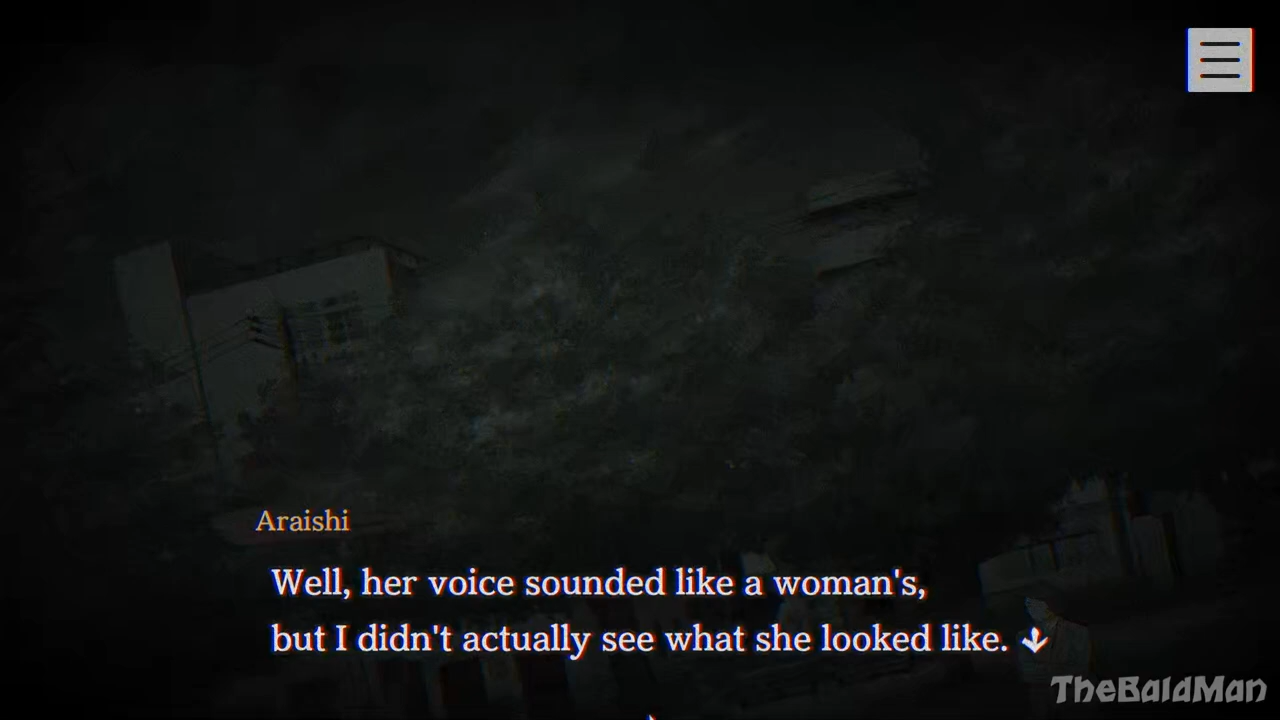 Araishi
Well, her voice sounded like a woman's,
but I didn't actually see what she looked like.
TheBaldMan